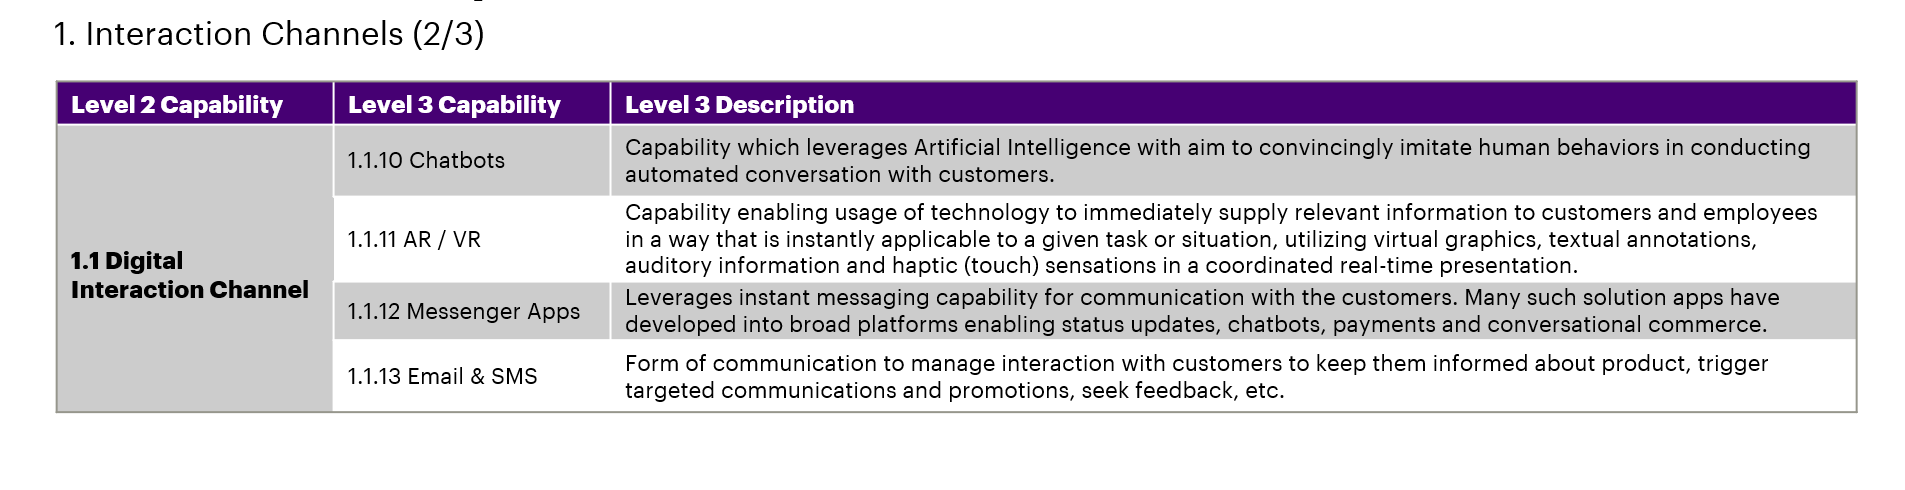 1. Interaction Channels (2/3)
Level 2 Capability
Level 3 Capability
Level 3 Description
1.1 Digital
Interaction Channel
1.1.10 Chatbots
Capability which leverages Artificial Intelligence with aim to convincingly imitate human behaviors in conducting
automated conversation with customers.
1.1.11 AR / VR
Capability enabling usage of technology to immediately supply relevant information to customers and employees
in a way that is instantly applicable to a given task or situation, utilizing virtual graphics, textual annotations,
auditory information and haptic (touch) sensations in a coordinated real-time presentation.
1.1.12 Messenger Apps
Leverages instant messaging capability for communication with the customers. Many such solution apps have
developed into broad platforms enabling status updates, chatbots, payments and conversational commerce.
1.1.13 Email & SMS
Form of communication to manage interaction with customers to keep them informed about product, trigger
targeted communications and promotions, seek feedback, etc.